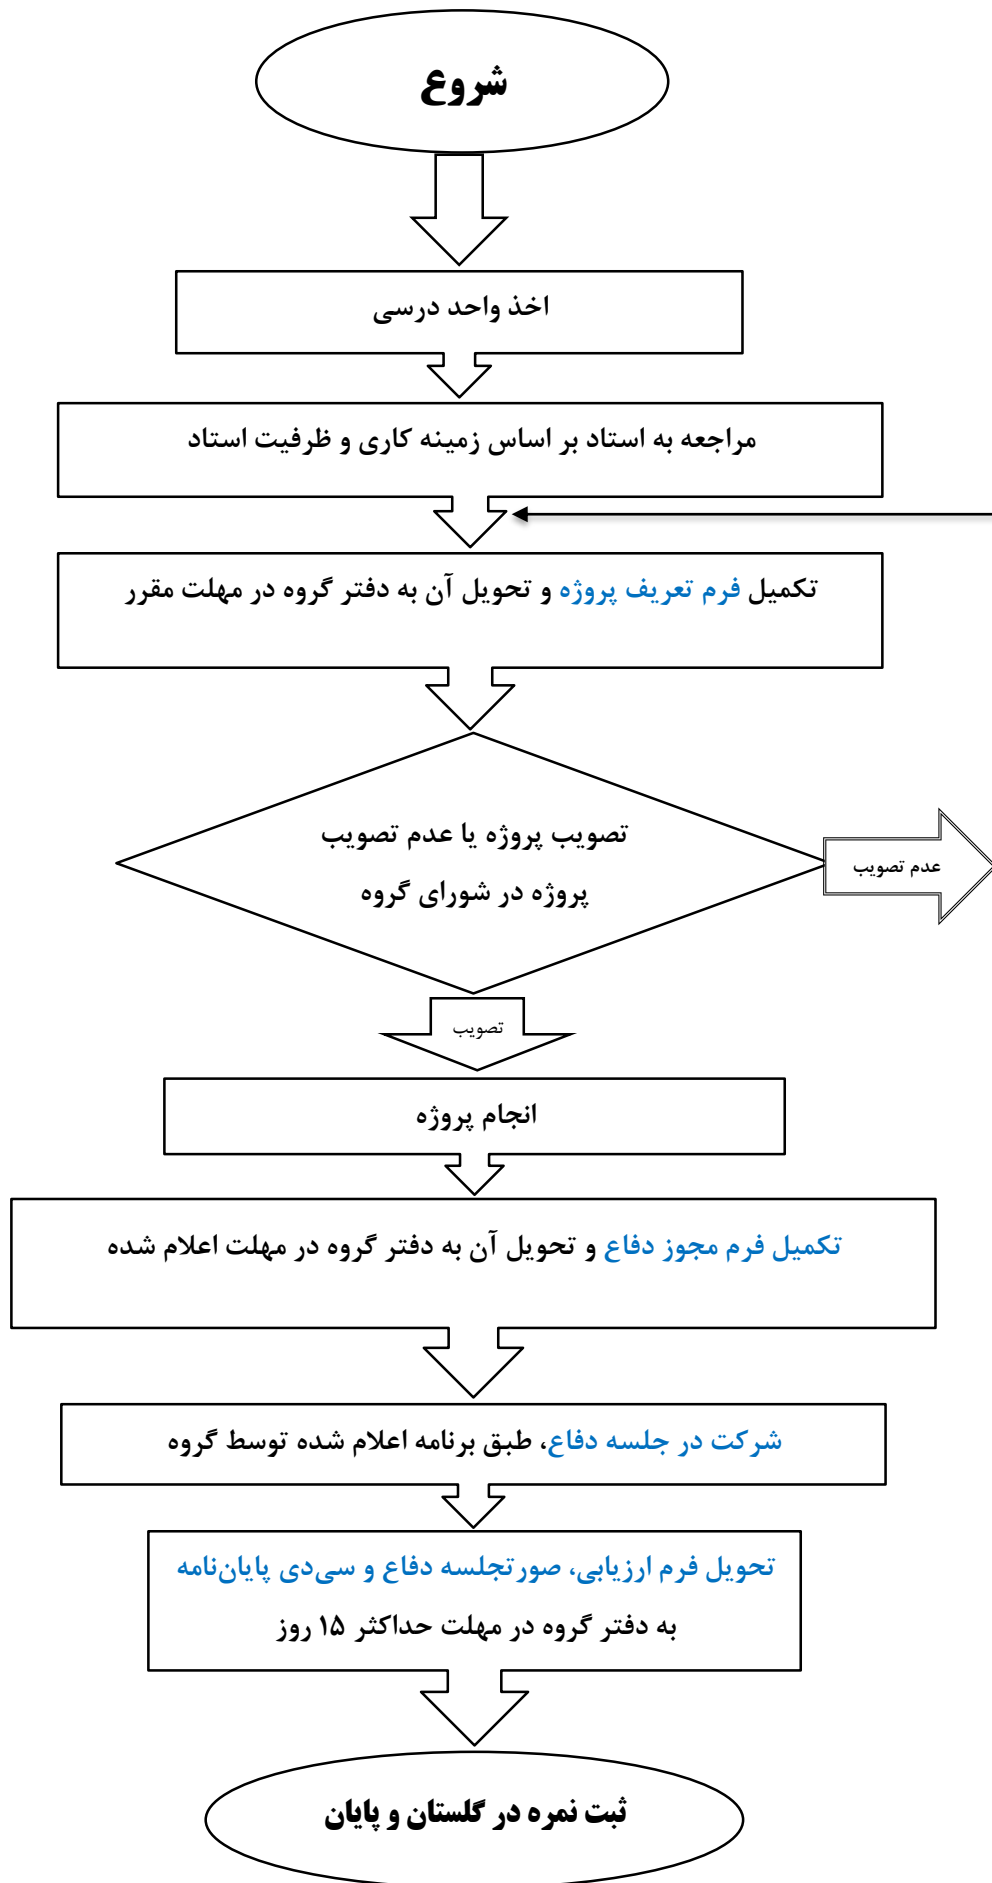 شروع
اخذ واحد درسی
مراجعه به استاد بر اساس زمینه کاری و ظرفیت استاد
تکمیل فرم تعریف پروژه و تحویل آن به دفتر گروه در مهلت مقرر
تصویب پروژه یا عدم تصویب
پروژه در شورای گروه
عدم تصویب
تصویب
انجام پروژه
تکمیل فرم مجوز دفاع و تحویل آن به دفتر گروه در مهلت اعلام شده
شرکت در جلسه دفاع، طبق برنامه اعلام شده توسط گروه
تحویل فرم ارزیابی، صورتجلسه دفاع و سی‌دی پایان‌نامه
به دفتر گروه در مهلت حداکثر ۱۵ روز
ثبت نمره در گلستان و پایان